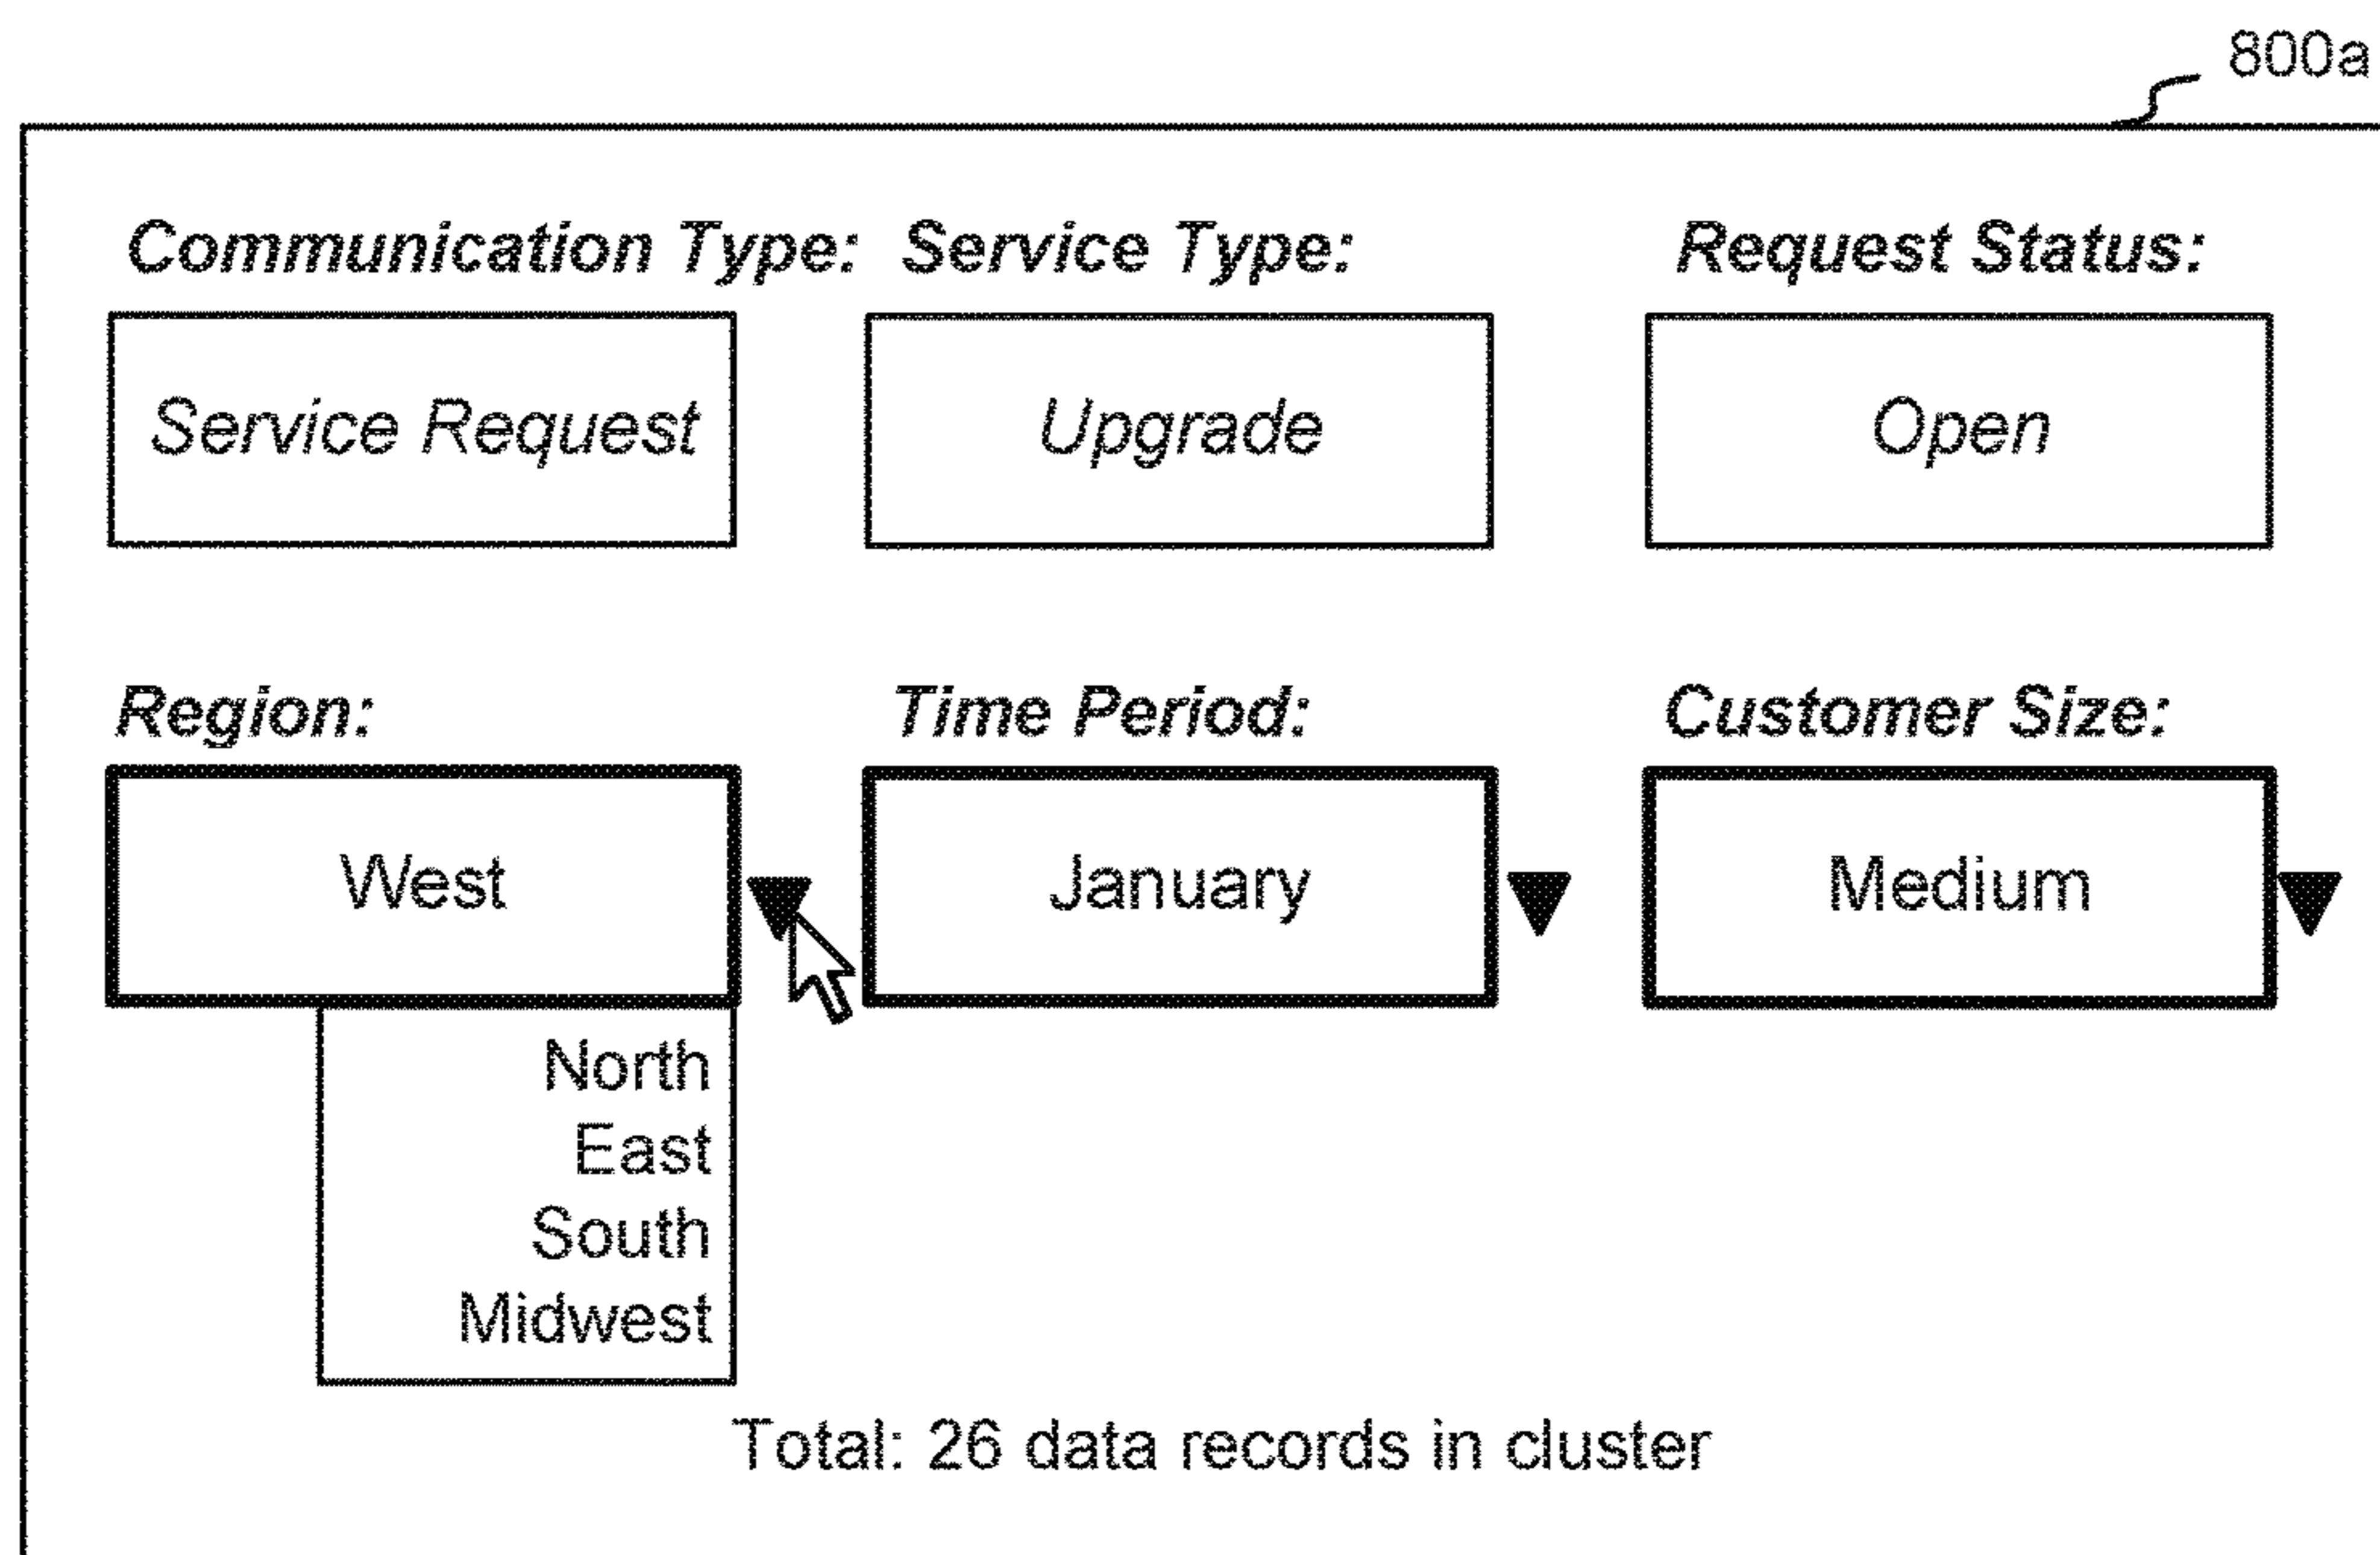 800a
Communication Type: Service Type: Request Status:
Service Request Upgrade Open
Region: Time Period: Customer Size:
West January Medium
North
East
South
Midwest
Total: 26 data records in cluster